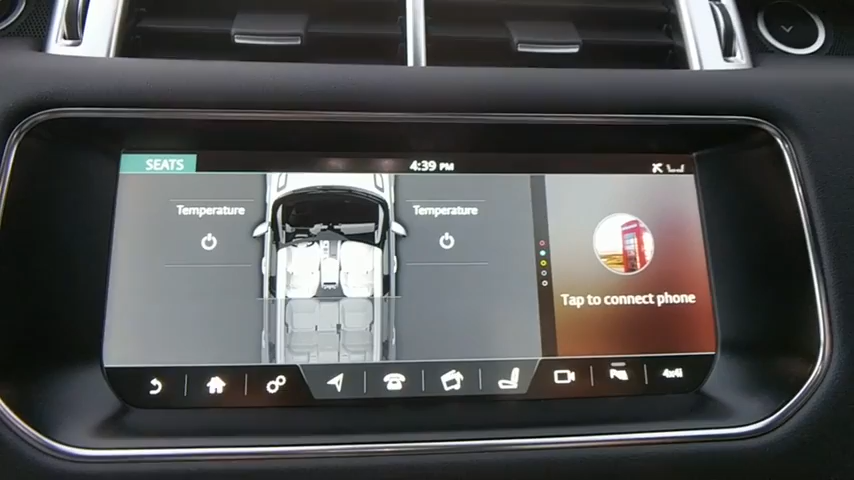 SEATS
4:39 PM
Temperature
Temperature
Tap to connect phone
4x4i